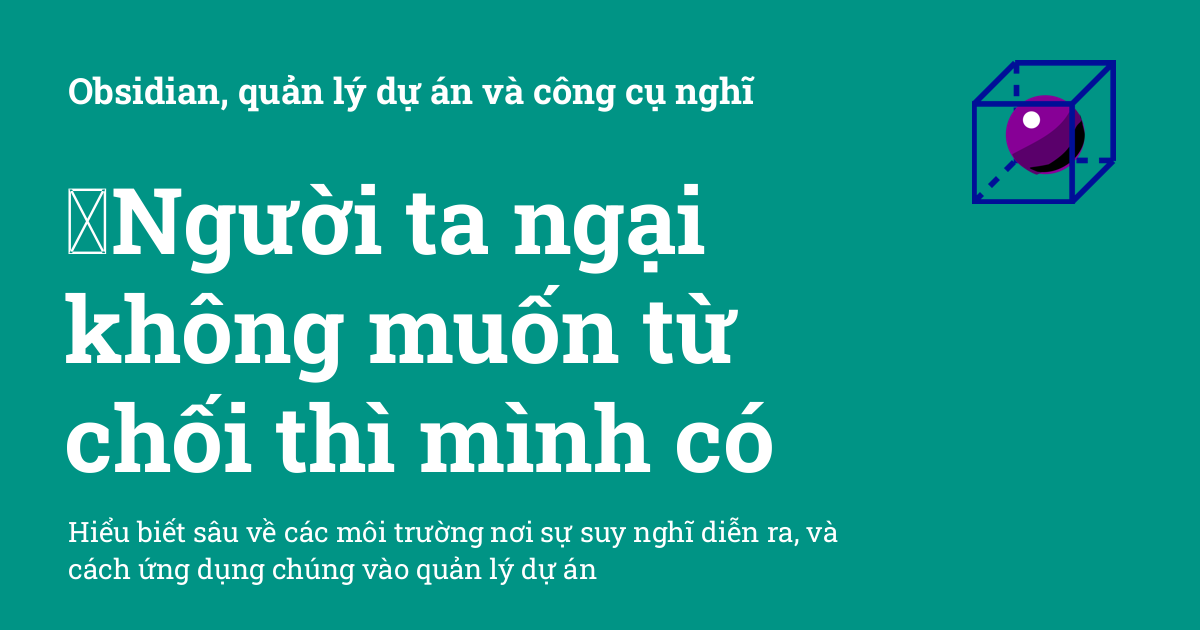 Obsidian, quản lý dự án và công cụ nghĩ
Người ta ngại
không muốn từ
chối thì mình có
Hiểu biết sâu về các môi trường nơi sự suy nghĩ diễn ra, và
cách ứng dụng chúng vào quản lý dự án